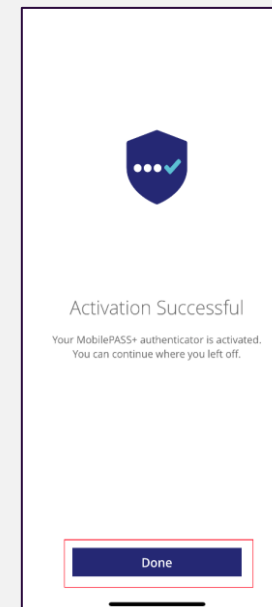 Activation Successful
Your MobilePASS+ authenticator is activated.
You can continue where you left off.
Done